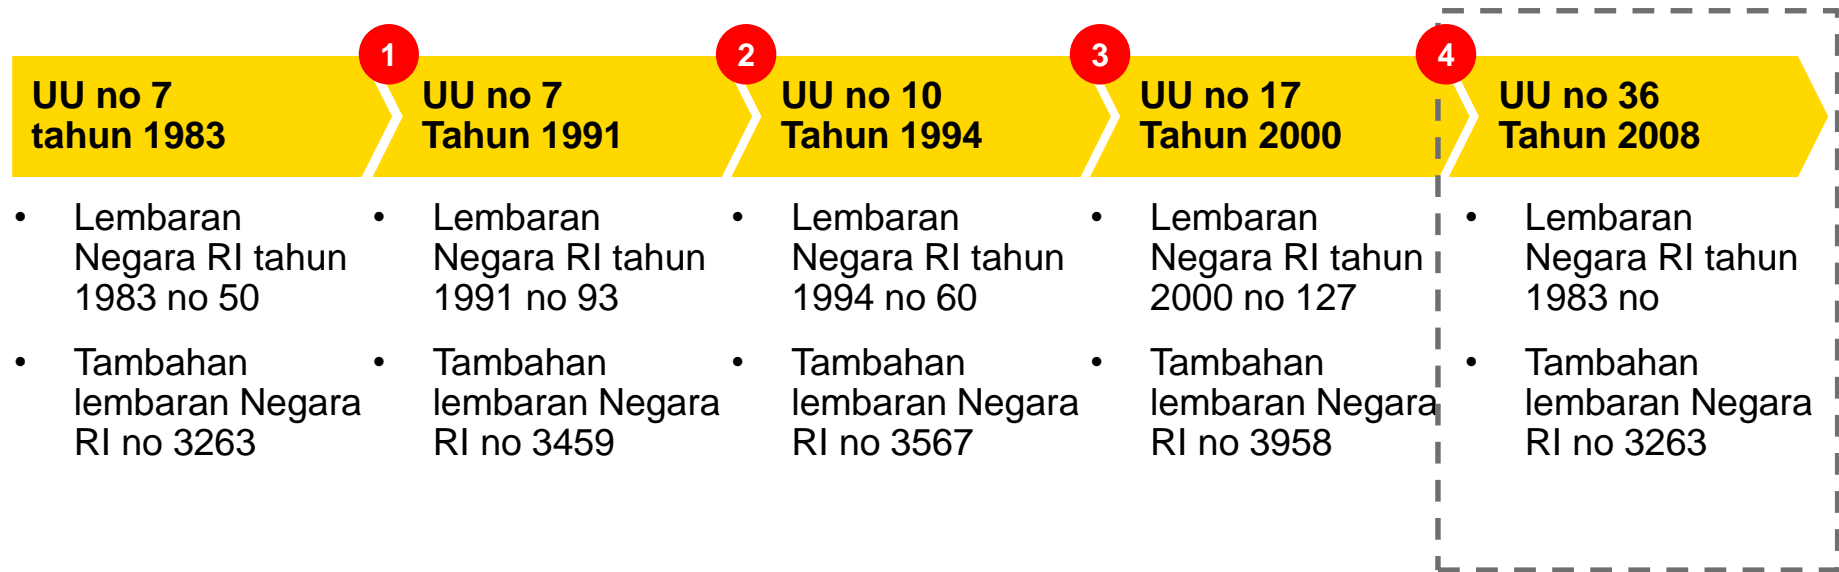 1
2
3
4
UU no 7
tahun 1983
UU no 7
Tahun 1991
UU no 10
Tahun 1994
UU no 17
Tahun 2000
UU no 36
Tahun 2008
• Lembaran
Negara RI tahun
1983 no 50
• Tambahan
lembaran Negara
RI no 3263
• Lembaran
Negara RI tahun
1991 no 93
• Tambahan
lembaran Negara
RI no 3459
• Lembaran
Negara RI tahun
1994 no 60
• Tambahan
lembaran Negara
RI no 3567
• Lembaran
Negara RI tahun
2000 no 127
• Tambahan
lembaran Negara
RI no 3958
• Lembaran
Negara RI tahun
1983 no
• Tambahan
lembaran Negara
RI no 3263